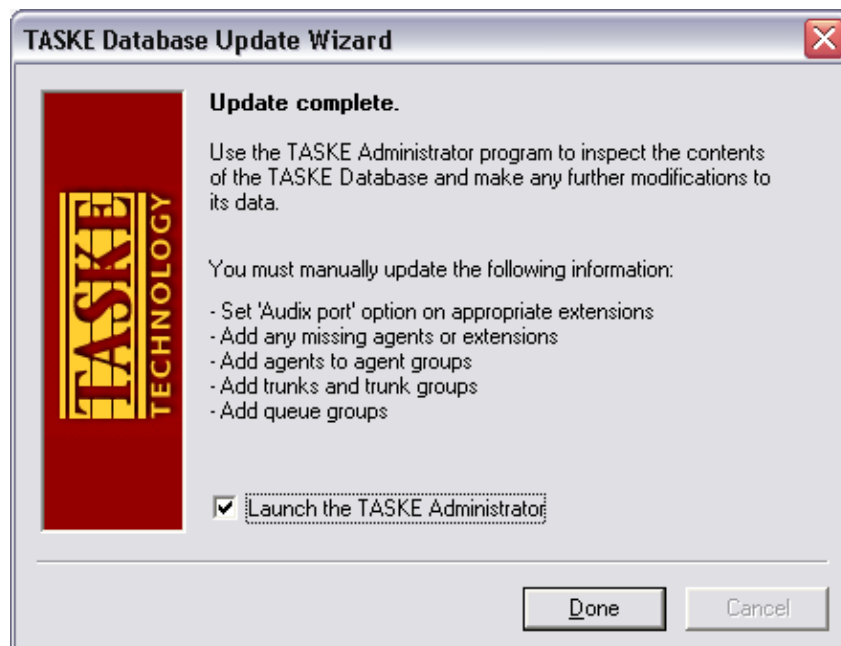 TASKE Database Update Wizard
TASKE
TECHNOLOGY
Update complete.
Use the TASKE Administrator program to inspect the contents
of the TASKE Database and make any further modifications to
its data.
You must manually update the following information:
- Set 'Audix port' option on appropriate extensions
- Add any missing agents or extensions
- Add agents to agent groups
- Add trunks and trunk groups
- Add queue groups
Launch the TASKE Administrator
Done
Cancel